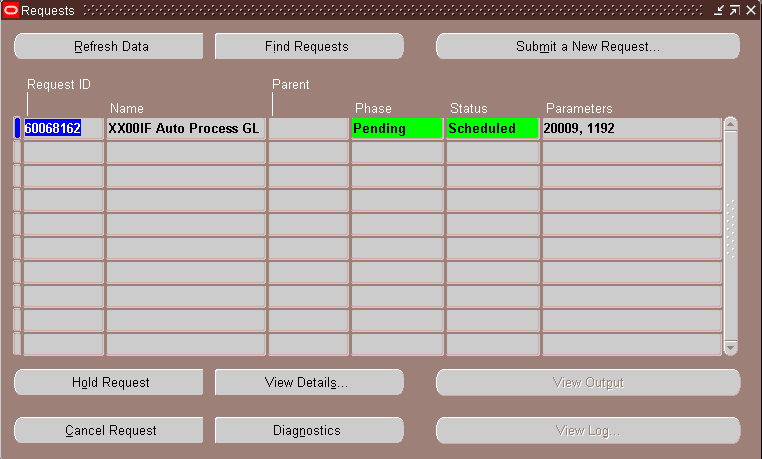 Requests
Refresh Data
Find Requests
Submit a New Request...
Request ID
Parent
Name
Phase
Status
Parameters
60068162
XX00IF Auto Process GL
Pending
Scheduled
20009, 1192
Hold Request
View Details...
View Output
Cancel Request
Diagnostics
View Log...